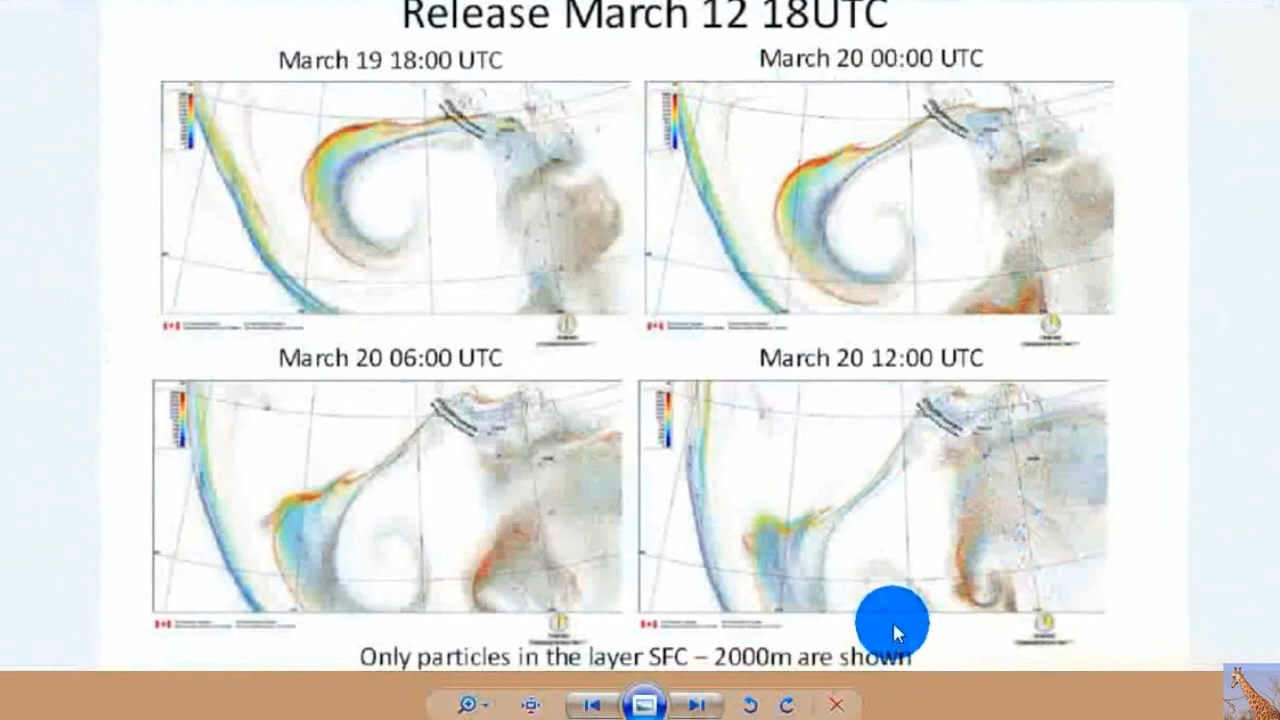 Release March 12 18UTC
March 19 18:00 UTC
March 20 00:00 UTC
March 20 06:00 UTC
March 20 12:00 UTC
Only particles in the layer SFC – 2000m are shown